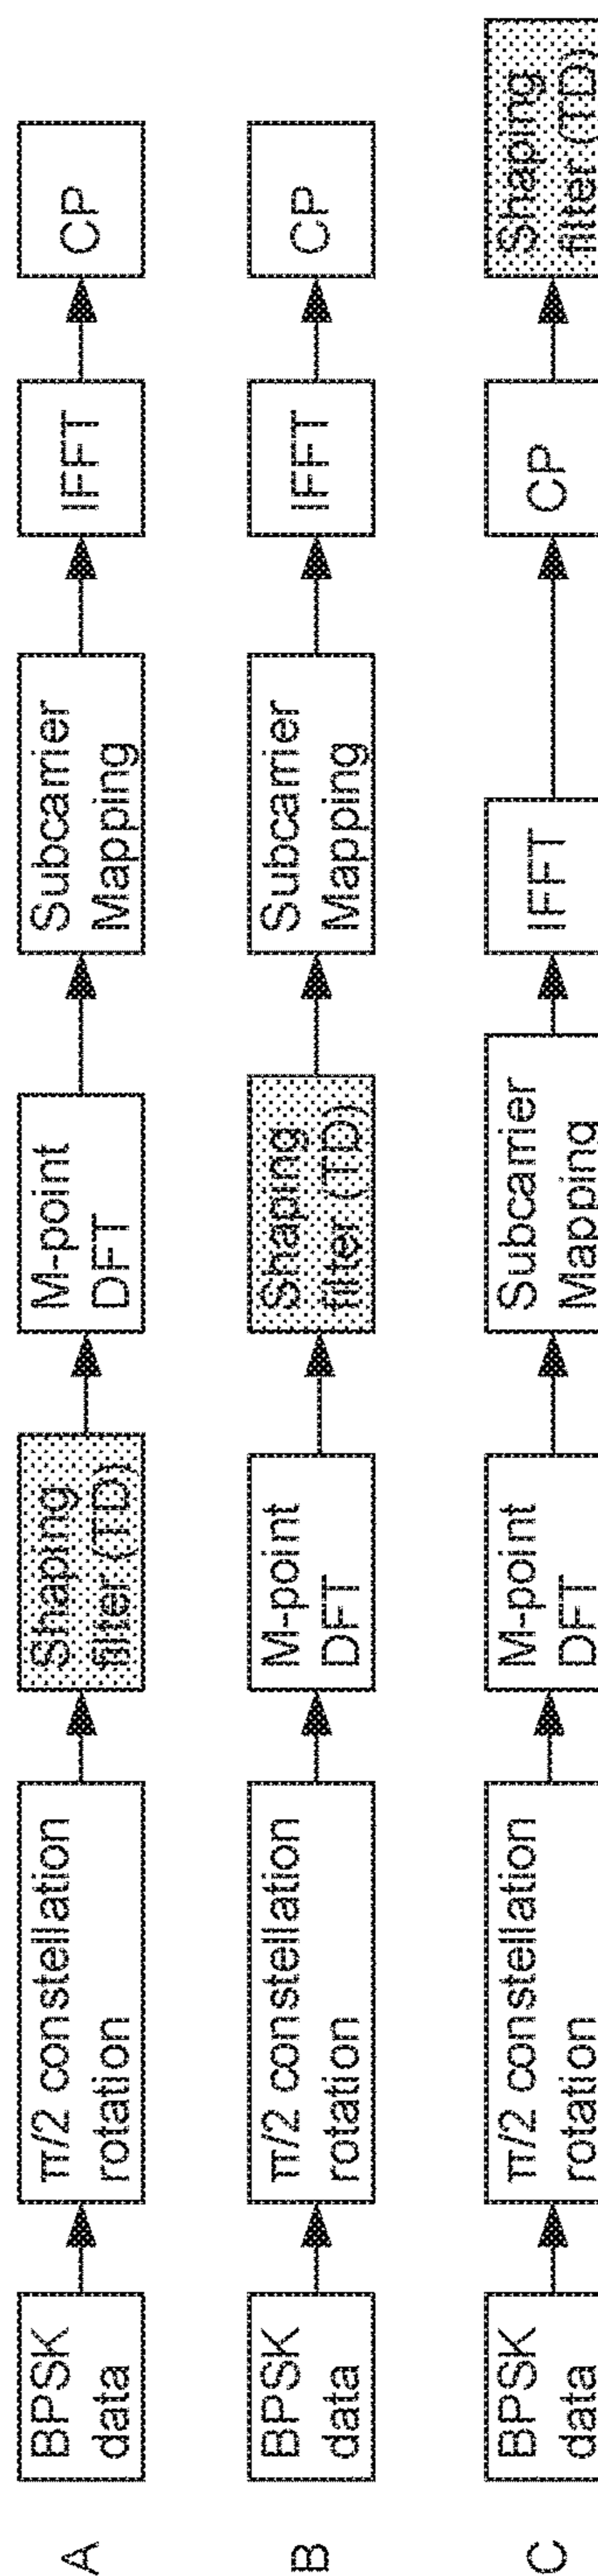 A
BPSK
data
π/2 constellation
rotation
Shaping
filter (TD)
M-point
DFT
Subcarrier
Mapping
IFFT
CP
B
BPSK
data
π/2 constellation
rotation
M-point
DFT
Shaping
filter (TD)
Subcarrier
Mapping
IFFT
CP
C
BPSK
data
π/2 constellation
rotation
M-point
DFT
Subcarrier
Mapping
IFFT
CP
Shaping
filter (TD)